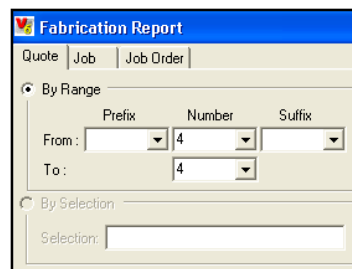 Fabrication Report
Quote Job Job Order
By Range
Prefix Number Suffix
From : 4
To : 4
By Selection
Selection: